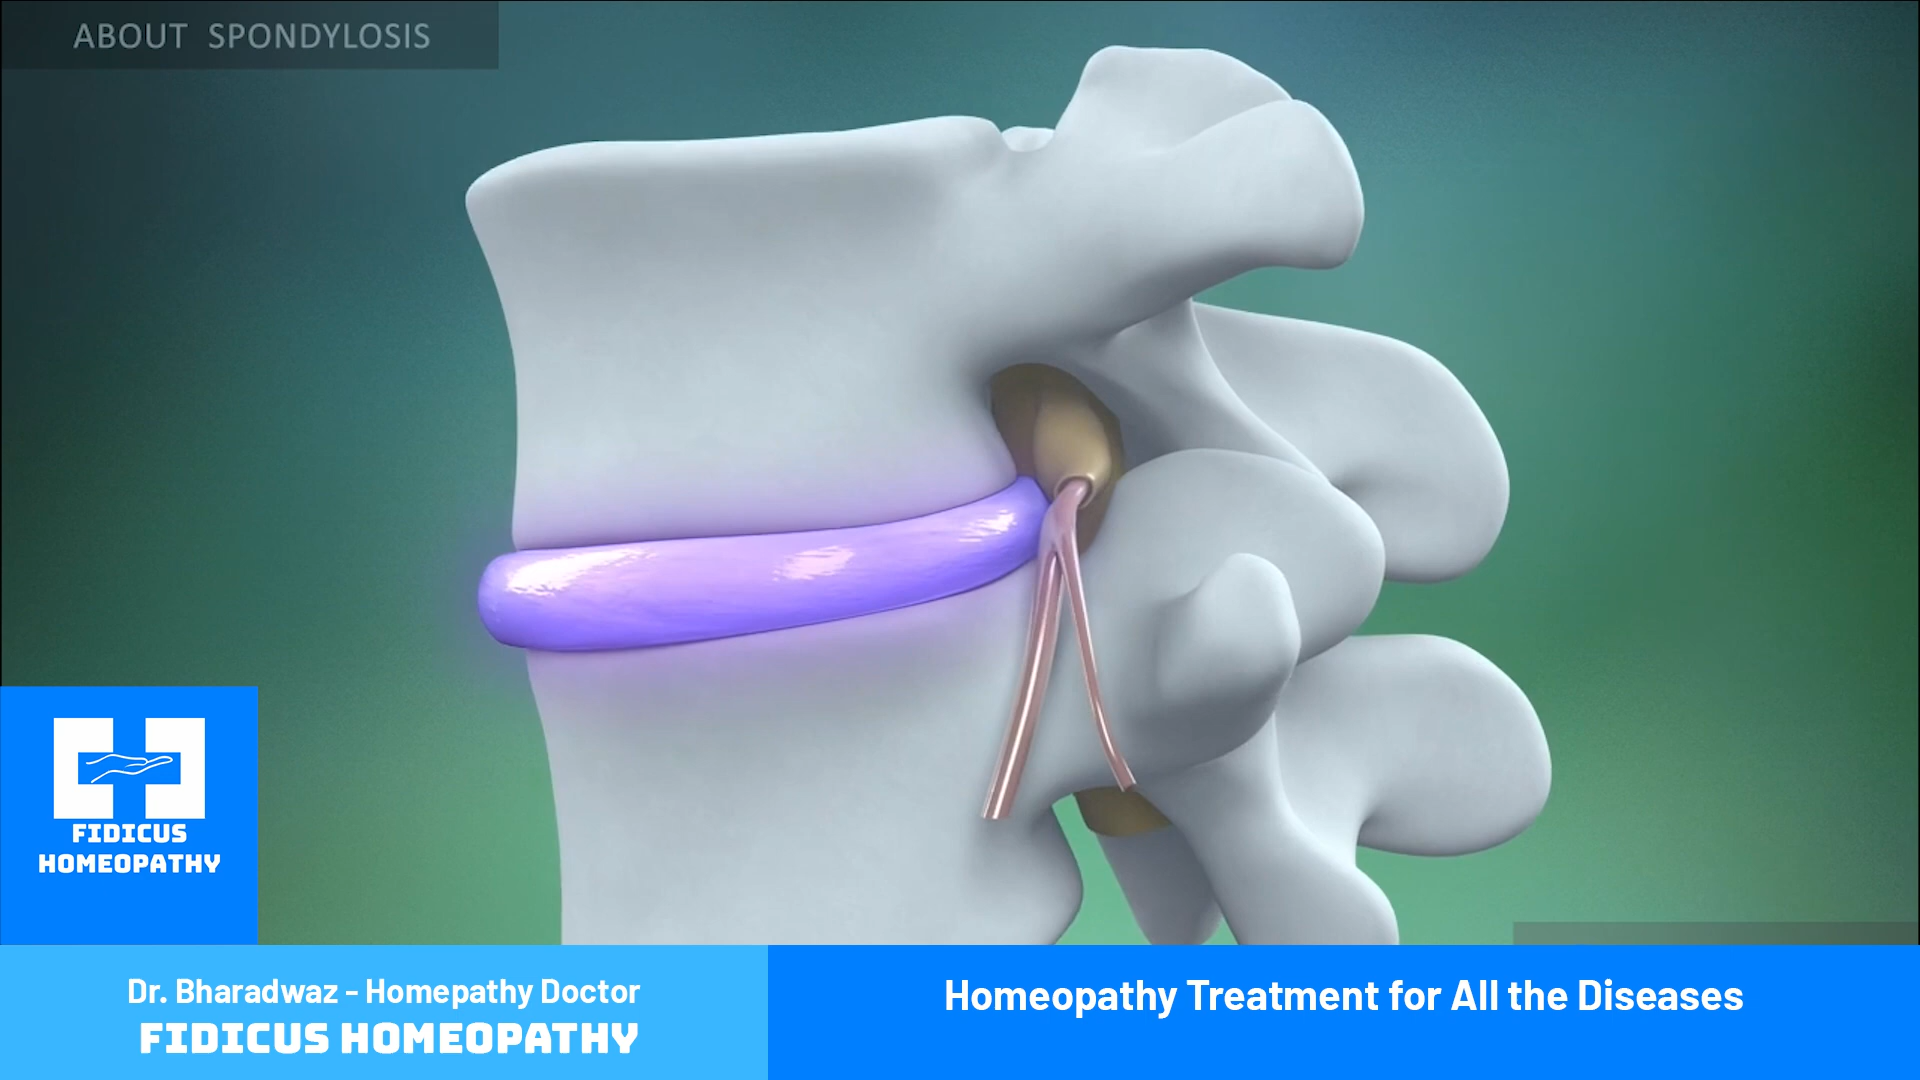 ABOUT SPONDYLOSIS
FIDICUS
HOMEOPATHY
Dr. Bharadwaz - Homepathy Doctor
FIDICUS HOMEOPATHY
Homeopathy Treatment for All the Diseases